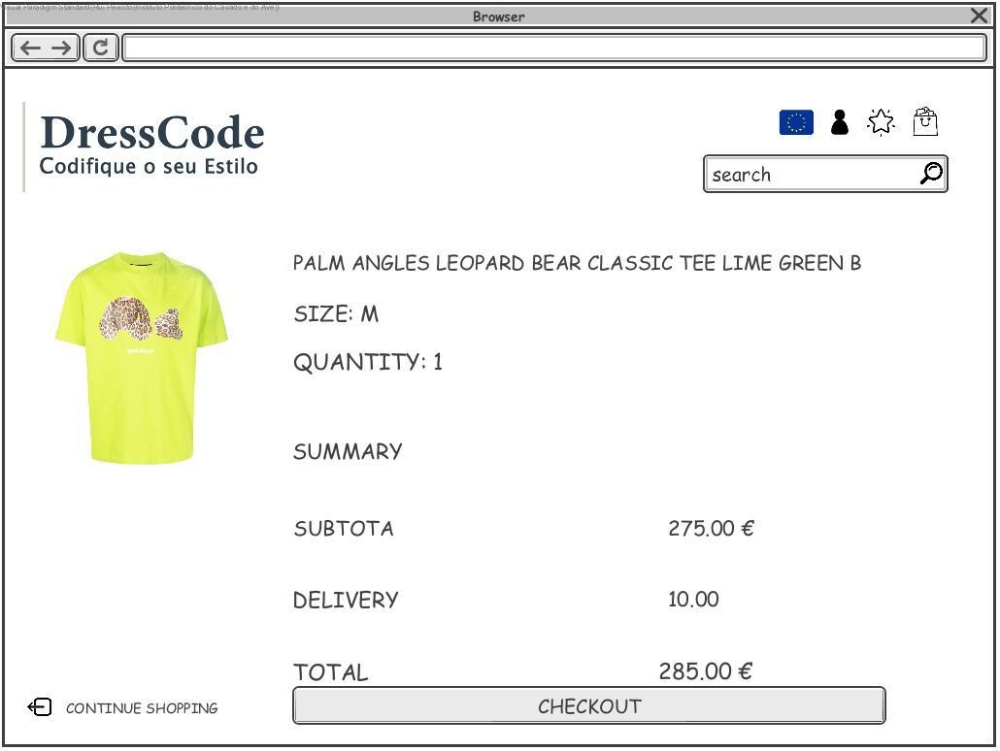 Visual Paradigm Standard(Rui Peixoto(Instituto Politécnico do Cávado e do Ave))
Browser
DressCode
Codifique o seu Estilo
search
PALM ANGLES LEOPARD BEAR CLASSIC TEE LIME GREEN B
SIZE: M
QUANTITY: 1
SUMMARY
SUBTOTA 275.00 €
DELIVERY 10.00
TOTAL 285.00 €
CONTINUE SHOPPING
CHECKOUT